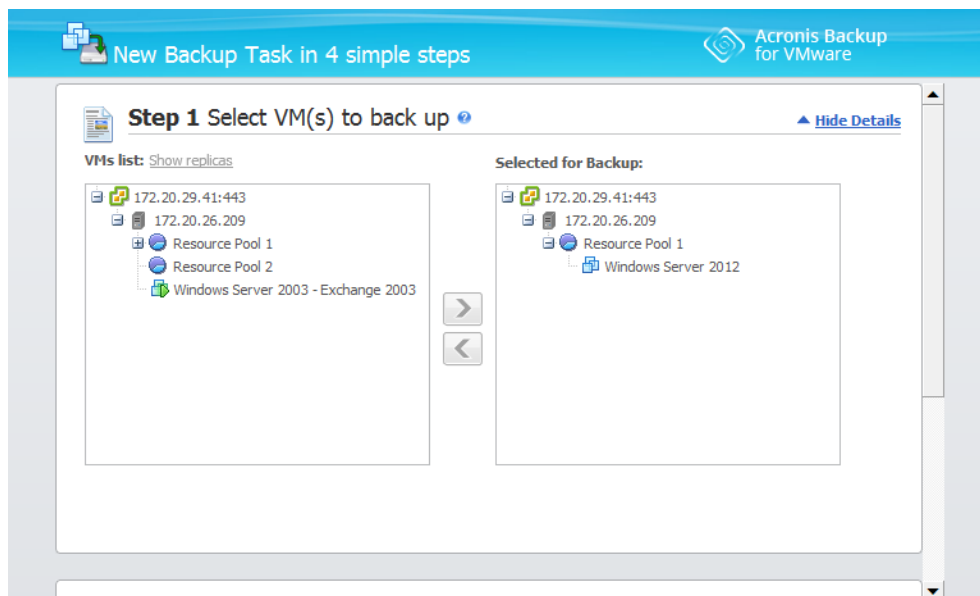 New Backup Task in 4 simple steps
Acronis Backup
for VMware
Step 1 Select VM(s) to back up
Hide Details
VMs list: Show replicas
172.20.29.41:443
172.20.26.209
Resource Pool 1
Resource Pool 2
Windows Server 2003 - Exchange 2003
Selected for Backup:
172.20.29.41:443
172.20.26.209
Resource Pool 1
Windows Server 2012